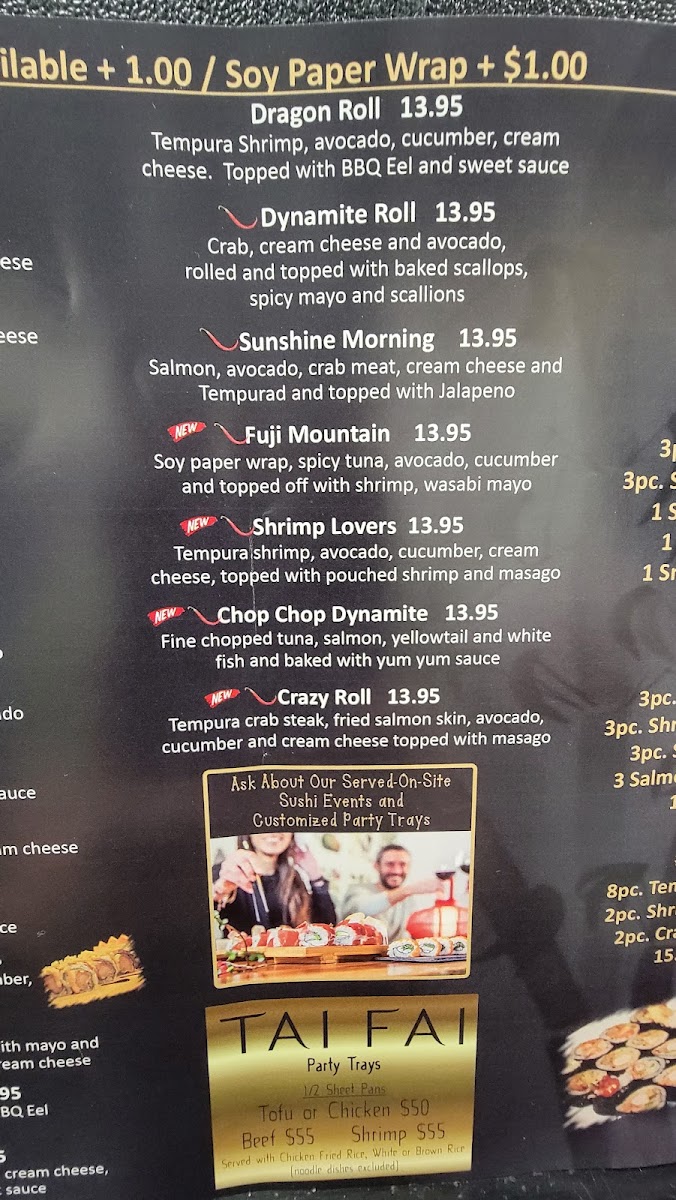 ilable + 1.00 / Soy Paper Wrap + $1.00
Dragon Roll 13.95
Tempura Shrimp, avocado, cucumber, cream
cheese. Topped with BBQ Eel and sweet sauce
Dynamite Roll 13.95
Crab, cream cheese and avocado,
rolled and topped with baked scallops,
spicy mayo and scallions
Sunshine Morning 13.95
Salmon, avocado, crab meat, cream cheese and
Tempurad and topped with Jalapeno
NEW Fuji Mountain 13.95
Soy paper wrap, spicy tuna, avocado, cucumber
and topped off with shrimp, wasabi mayo
NEW Shrimp Lovers 13.95
Tempura shrimp, avocado, cucumber, cream
cheese, topped with pouched shrimp and masago
NEW Chop Chop Dynamite 13.95
Fine chopped tuna, salmon, yellowtail and white
fish and baked with yum yum sauce
NEW Crazy Roll 13.95
Tempura crab steak, fried salmon skin, avocado,
cucumber and cream cheese topped with masago
Ask About Our Served-On-Site
Sushi Events and
Customized Party Trays
TAI FAI
Party Trays
1/2 Sheet Pans
Tofu or Chicken $50
Beef $55 Shrimp $55
Served with Chicken Fried Rice, White or Brown Rice
(noodle dishes excluded)
ese
eese
do
auce
am cheese
ce
ber,
ith mayo and
ream cheese
95
BQ Eel
5
cream cheese,
sauce
3p
3pc. S
1 S
1
1 Sr
3pc.
3pc. Shr
3pc. S
3 Salm
1
8pc. Tem
2pc. Shr
2pc. Cra
15.